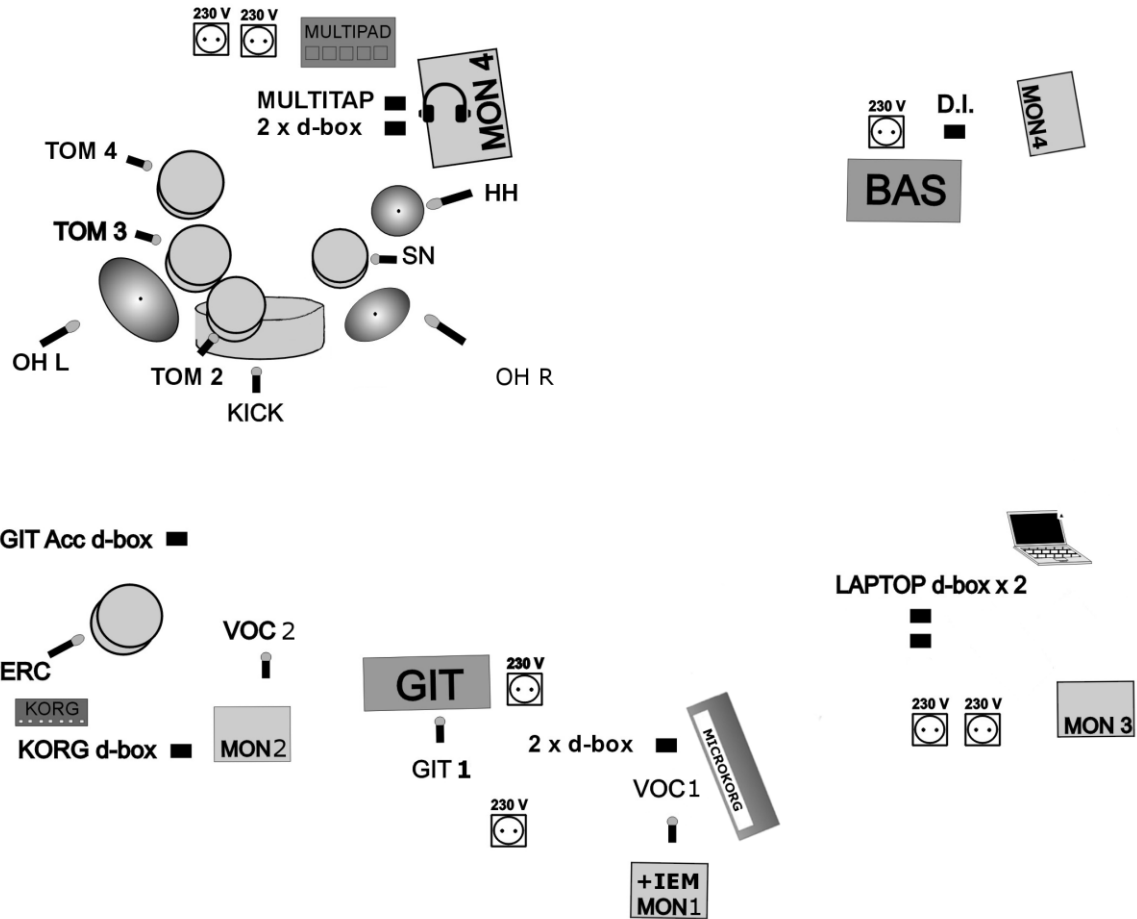 230 V
230 V
MULTIPAD
MON 4
MULTITAP
2 x d-box
230 V
D.I.
MON4
TOM 4
BAS
HH
TOM 3
SN
OH L
TOM 2
OH R
KICK
GIT Acc d-box
LAPTOP d-box x 2
VOC 2
ERC
GIT
230 V
KORG
230 V
230 V
MON 3
KORG d-box
MON2
GIT 1
2 x d-box
MICROKORG
VOC1
230 V
+IEM
MON1